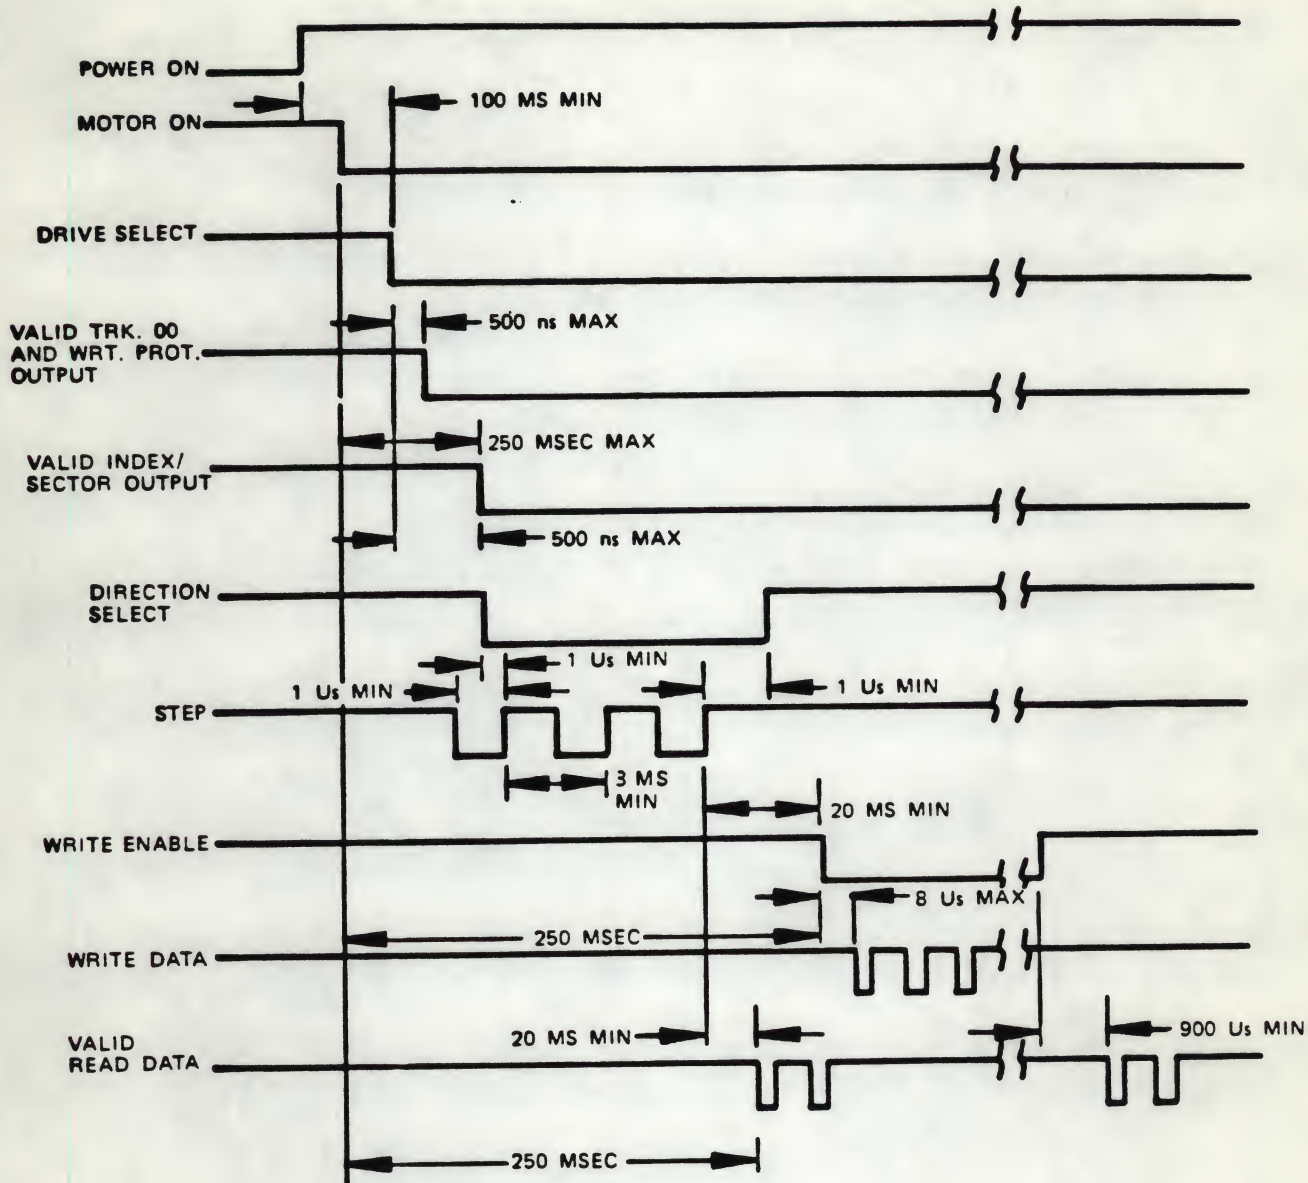 POWER ON
100 MS MIN
MOTOR ON
DRIVE SELECT
500 ns MAX
VALID TRK. 00
AND WRT. PROT.
OUTPUT
250 MSEC MAX
VALID INDEX/
SECTOR OUTPUT
500 ns MAX
DIRECTION
SELECT
1 Us MIN
1 Us MIN
1 Us MIN
STEP
3 MS
MIN
20 MS MIN
WRITE ENABLE
8 Us MAX
250 MSEC
WRITE DATA
20 MS MIN
900 Us MIN
VALID
READ DATA
250 MSEC